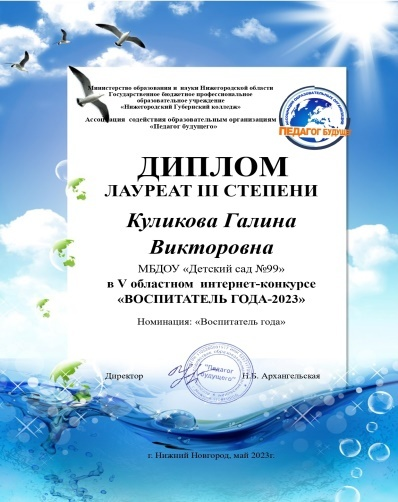 Министерство образования и науки Нижегородской области
Государственное бюджетное профессиональное
образовательное учреждение
«Нижегородский Губернский колледж»
Ассоциация содействия образовательным организациям
«Педагог будущего»
ПЕДАГОГ БУДУЩЕГО
ДИПЛОМ
ЛАУРЕАТ III СТЕПЕНИ
Куликова Галина
Викторовна
МБДОУ «Детский сад №99»
в V областном интернет-конкурсе
«ВОСПИТАТЕЛЬ ГОДА-2023»
Номинация: «Воспитатель года»
Директор
"Педагог
будущего"
Н.Б. Архангельская
г. Нижний Новгород, май 2023г.